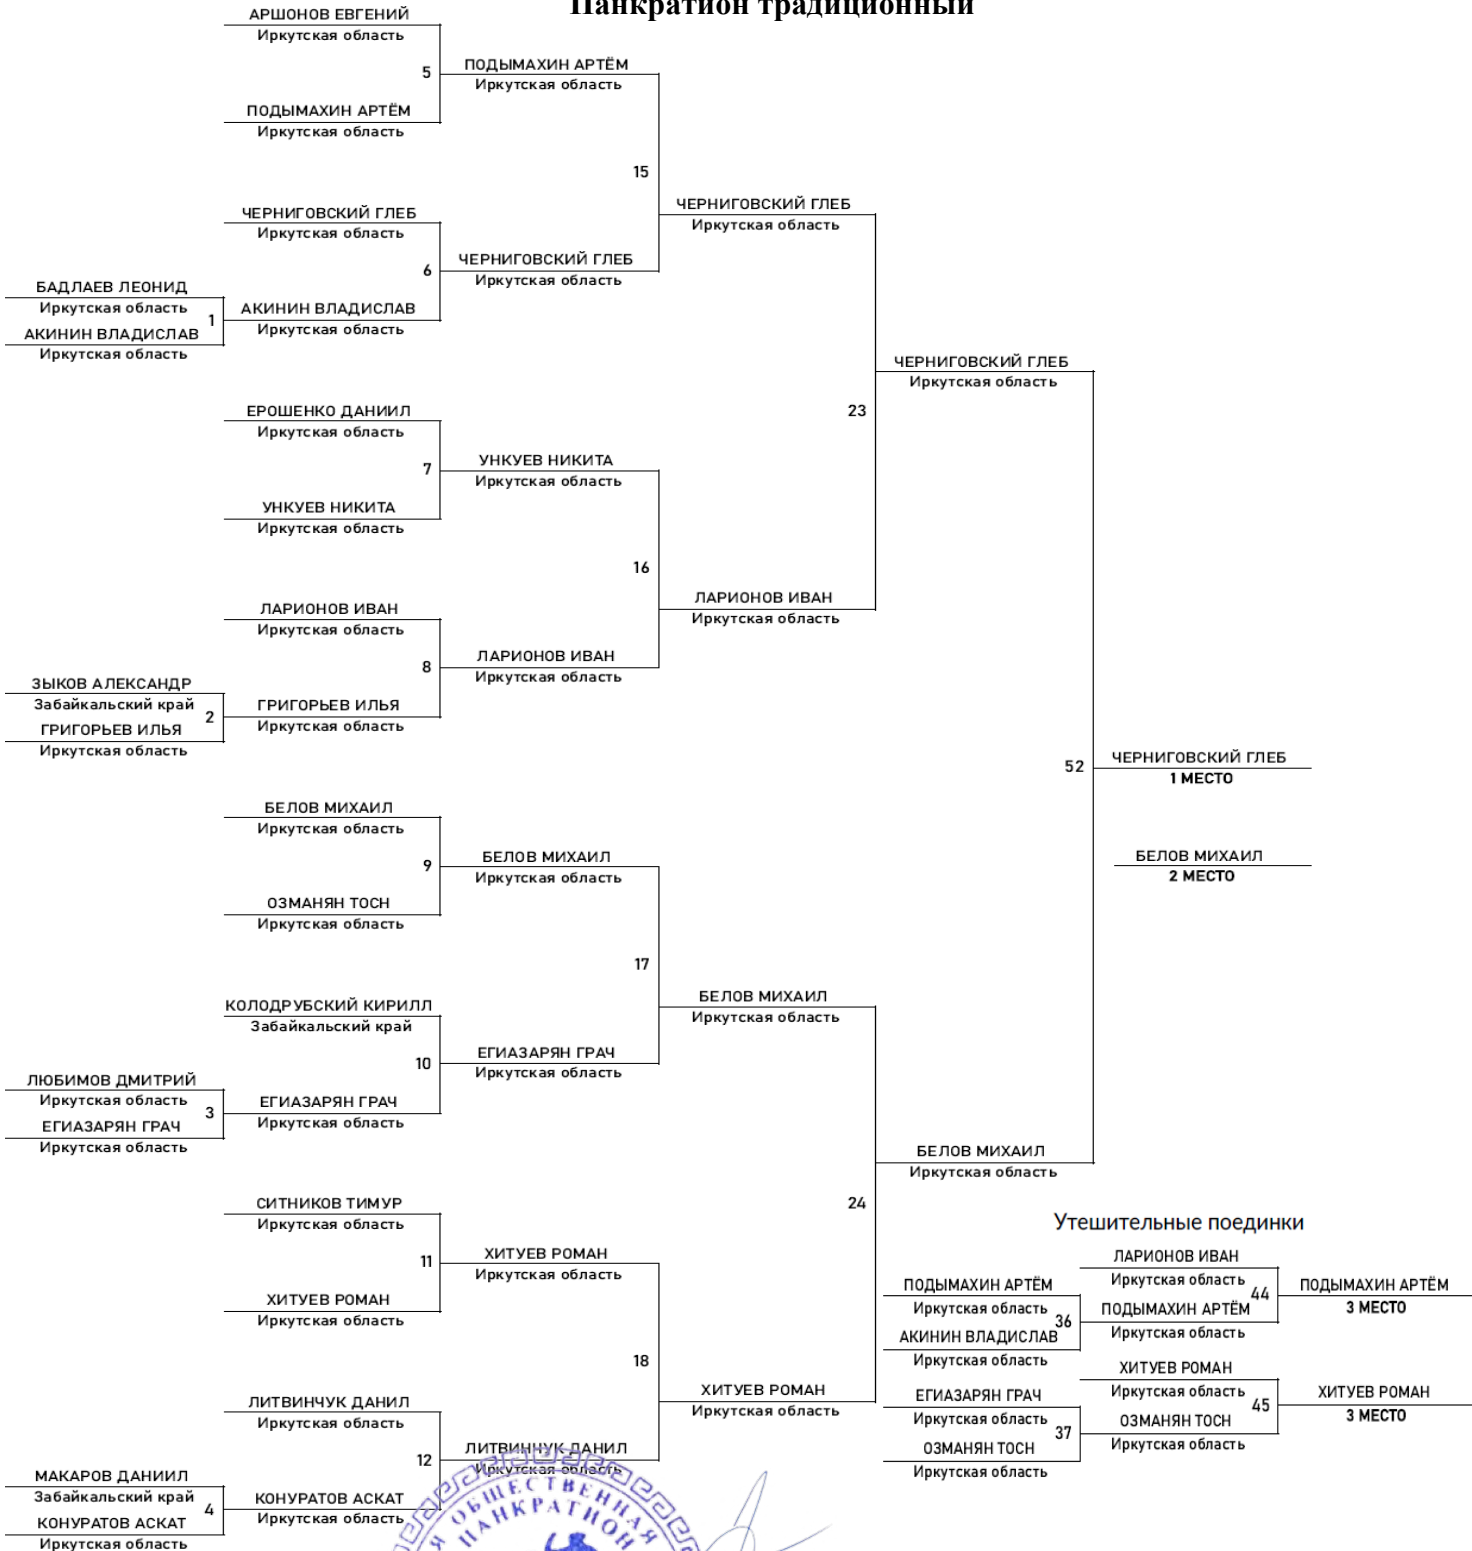 Панкратион традиционный
АРШОНОВ ЕВГЕНИЙ
Иркутская область
5
ПОДЫМАХИН АРТЁМ
Иркутская область
ПОДЫМАХИН АРТЁМ
Иркутская область
15
ЧЕРНИГОВСКИЙ ГЛЕБ
Иркутская область
ЧЕРНИГОВСКИЙ ГЛЕБ
Иркутская область
6
ЧЕРНИГОВСКИЙ ГЛЕБ
Иркутская область
БАДЛАЕВ ЛЕОНИД
Иркутская область
1
АКИНИН ВЛАДИСЛАВ
Иркутская область
АКИНИН ВЛАДИСЛАВ
Иркутская область
ЧЕРНИГОВСКИЙ ГЛЕБ
Иркутская область
23
ЕРОШЕНКО ДАНИИЛ
Иркутская область
7
УНКУЕВ НИКИТА
Иркутская область
УНКУЕВ НИКИТА
Иркутская область
16
ЛАРИОНОВ ИВАН
Иркутская область
ЛАРИОНОВ ИВАН
Иркутская область
8
ЛАРИОНОВ ИВАН
Иркутская область
ЗЫКОВ АЛЕКСАНДР
Забайкальский край
2
ГРИГОРЬЕВ ИЛЬЯ
Иркутская область
ГРИГОРЬЕВ ИЛЬЯ
Иркутская область
52
ЧЕРНИГОВСКИЙ ГЛЕБ
1 МЕСТО
БЕЛОВ МИХАИЛ
2 МЕСТО
БЕЛОВ МИХАИЛ
Иркутская область
9
БЕЛОВ МИХАИЛ
Иркутская область
ОЗМАНЯН ТОСН
Иркутская область
17
БЕЛОВ МИХАИЛ
Иркутская область
КОЛОДРУБСКИЙ КИРИЛЛ
Забайкальский край
10
ЕГИАЗАРЯН ГРАЧ
Иркутская область
ЛЮБИМОВ ДМИТРИЙ
Иркутская область
3
ЕГИАЗАРЯН ГРАЧ
Иркутская область
ЕГИАЗАРЯН ГРАЧ
Иркутская область
БЕЛОВ МИХАИЛ
Иркутская область
24
СИТНИКОВ ТИМУР
Иркутская область
11
ХИТУЕВ РОМАН
Иркутская область
ХИТУЕВ РОМАН
Иркутская область
18
ХИТУЕВ РОМАН
Иркутская область
ЛИТВИНЧУК ДАНИЛ
Иркутская область
12
ЛИТВИНЧУК ДАНИЛ
Иркутская область
МАКАРОВ ДАНИИЛ
Забайкальский край
4
КОНУРАТОВ АСКАТ
Иркутская область
КОНУРАТОВ АСКАТ
Иркутская область
Утешительные поединки
ЛАРИОНОВ ИВАН
Иркутская область
44
ПОДЫМАХИН АРТЁМ
3 МЕСТО
ПОДЫМАХИН АРТЁМ
Иркутская область
36
ПОДЫМАХИН АРТЁМ
Иркутская область
АКИНИН ВЛАДИСЛАВ
Иркутская область
ХИТУЕВ РОМАН
Иркутская область
45
ХИТУЕВ РОМАН
3 МЕСТО
ЕГИАЗАРЯН ГРАЧ
Иркутская область
37
ОЗМАНЯН ТОСН
Иркутская область
ОЗМАНЯН ТОСН
Иркутская область
ОБЩЕСТВЕННАЯ
ПАНКРАТИОН